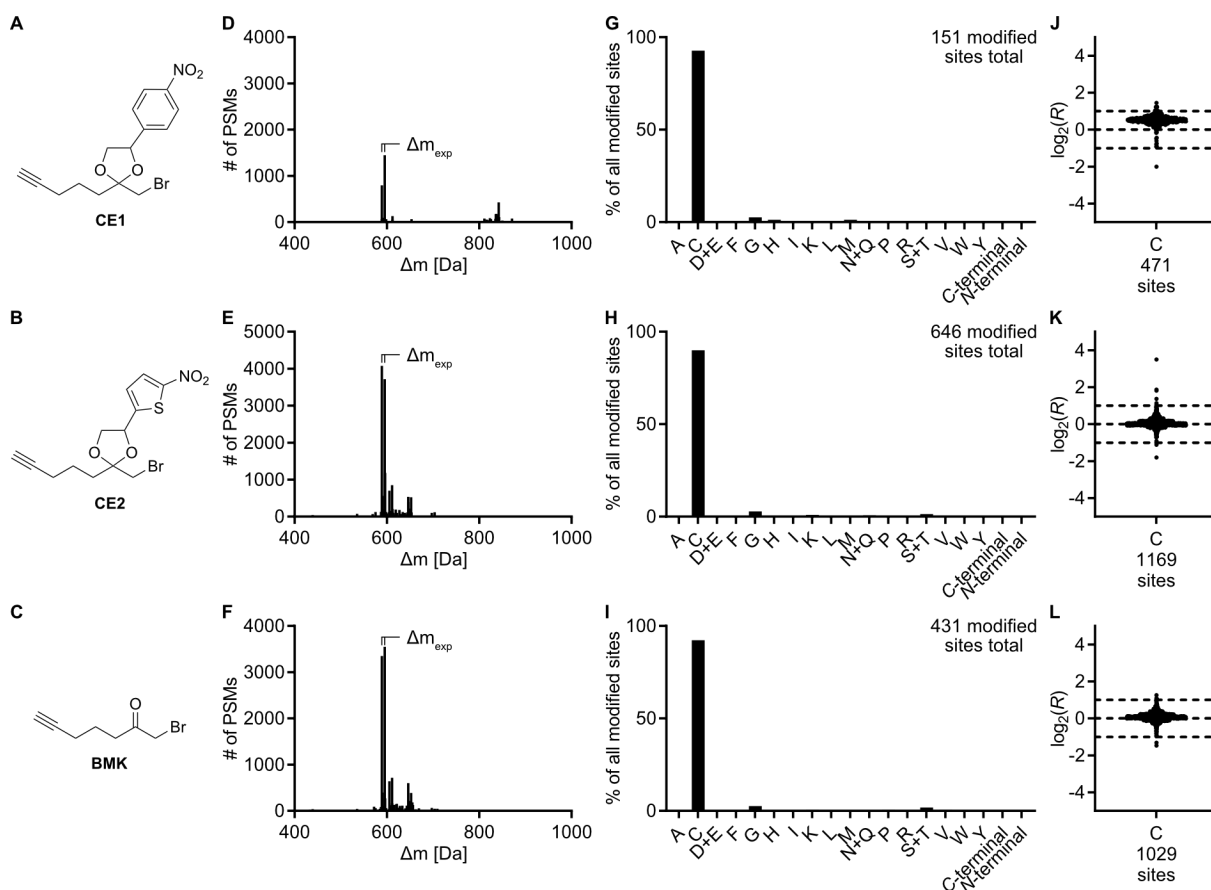 A
NO₂
O
O
Br
CE1
D
# of PSMs
4000
3000
2000
1000
0
Δm_exp
400
600
800
1000
Δm [Da]
G
% of all modified sites
100
50
0
151 modified
sites total
A
C
D+E
F
G
H
I
K
L
M
N+Q
P
R
S+T
V
W
Y
C-terminal
N-terminal
J
log₂(R)
4
2
0
-2
-4
C
471
sites
B
NO₂
S
O
O
Br
CE2
E
# of PSMs
5000
4000
3000
2000
1000
0
Δm_exp
400
600
800
1000
Δm [Da]
H
% of all modified sites
100
50
0
646 modified
sites total
A
C
D+E
F
G
H
I
K
L
M
N+Q
P
R
S+T
V
W
Y
C-terminal
N-terminal
K
log₂(R)
4
2
0
-2
-4
C
1169
sites
C
O
Br
BMK
F
# of PSMs
4000
3000
2000
1000
0
Δm_exp
400
600
800
1000
Δm [Da]
I
% of all modified sites
100
50
0
431 modified
sites total
A
C
D+E
F
G
H
I
K
L
M
N+Q
P
R
S+T
V
W
Y
C-terminal
N-terminal
L
log₂(R)
4
2
0
-2
-4
C
1029
sites